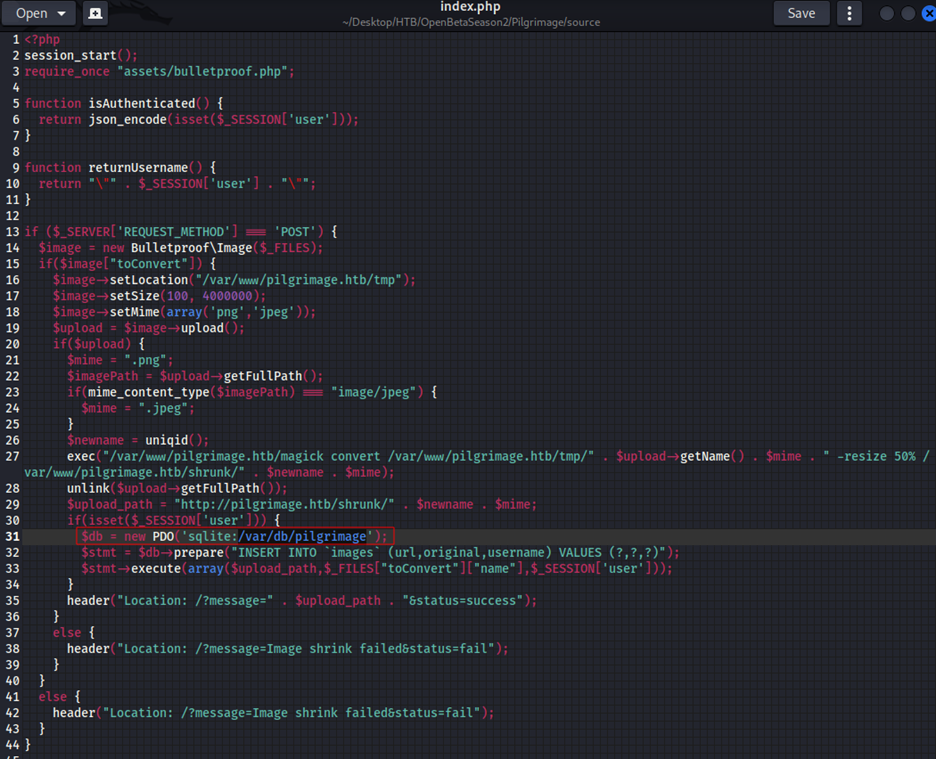 Open
index.php
~/Desktop/HTB/OpenBetaSeason2/Pilgrimage/source
Save
1 <?php
2 session_start();
3 require_once "assets/bulletproof.php";
4
5 function isAuthenticated() {
6   return json_encode(isset($_SESSION['user']));
7 }
8
9 function returnUsername() {
10   return "\"" . $_SESSION['user'] . "\"";
11 }
12
13 if ($_SERVER['REQUEST_METHOD'] === 'POST') {
14   $image = new Bulletproof\Image($_FILES);
15   if($image["toConvert"]) {
16     $image->setLocation("/var/www/pilgrimage.htb/tmp");
17     $image->setSize(100, 4000000);
18     $image->setMime(array('png','jpeg'));
19     $upload = $image->upload();
20     if($upload) {
21       $mime = ".png";
22       $imagePath = $upload->getFullPath();
23       if(mime_content_type($imagePath) === "image/jpeg") {
24         $mime = ".jpeg";
25       }
26       $newname = uniqid();
27       exec("/var/www/pilgrimage.htb/magick convert /var/www/pilgrimage.htb/tmp/" . $upload->getName() . $mime . " -resize 50% /
var/www/pilgrimage.htb/shrunk/" . $newname . $mime);
28       unlink($upload->getFullPath());
29       $upload_path = "http://pilgrimage.htb/shrunk/" . $newname . $mime;
30       if(isset($_SESSION['user'])) {
31         $db = new PDO('sqlite:/var/db/pilgrimage');
32         $stmt = $db->prepare("INSERT INTO `images` (url,original,username) VALUES (?,?,?)");
33         $stmt->execute(array($upload_path,$_FILES["toConvert"]["name"],$_SESSION['user']));
34       }
35       header("Location: /?message=" . $upload_path . "&status=success");
36     }
37     else {
38       header("Location: /?message=Image shrink failed&status=fail");
39     }
40   }
41   else {
42     header("Location: /?message=Image shrink failed&status=fail");
43   }
44 }